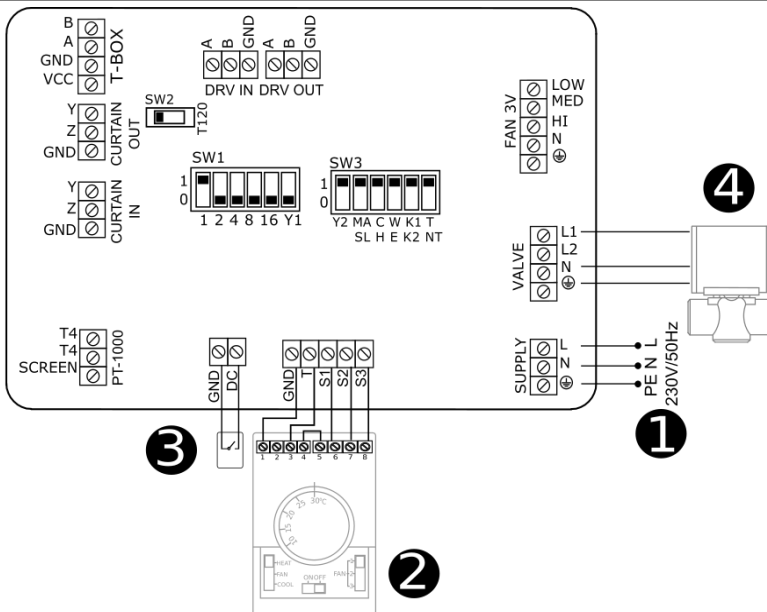 B
A
GND
VCC
T-BOX
Y
Z
GND
CURTAIN
OUT
Y
Z
GND
CURTAIN
IN
T4
T4
SCREEN
PT-1000
A B GND A B GND
DRV IN DRV OUT
SW2
T120
SW1
1
0
1 2 4 8 16 Y1
SW3
1
0
Y2 MA C W K1 T
SL H E K2 NT
FAN 3V
LOW
MED
HI
N
VALVE
L1
L2
N
SUPPLY
L
N
L
N
PE
230V/50Hz
4
1
GND DC
GND T S1 S2 S3
3
1 2 3 4 5 6 7 8
10 15 20 25 30°C
HEAT
FAN
COOL
ONOFF
FAN
1
2
3
2